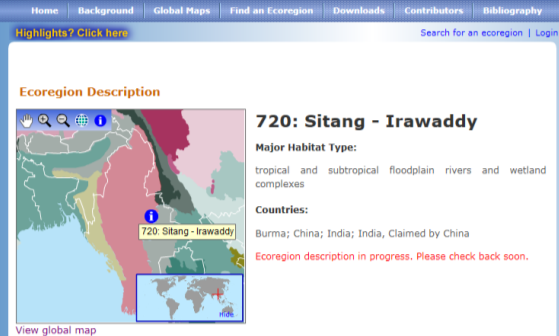 Home Background Global Maps Find an Ecoregion Downloads Contributors Bibliography
Highlights? Click here
Search for an ecoregion | Login
Ecoregion Description
720: Sitang - Irawaddy
Major Habitat Type:
tropical and subtropical floodplain rivers and wetland
complexes
Countries:
Burma; China; India; India, Claimed by China
Ecoregion description in progress. Please check back soon.
720: Sitang - Irawaddy
Hide
View global map